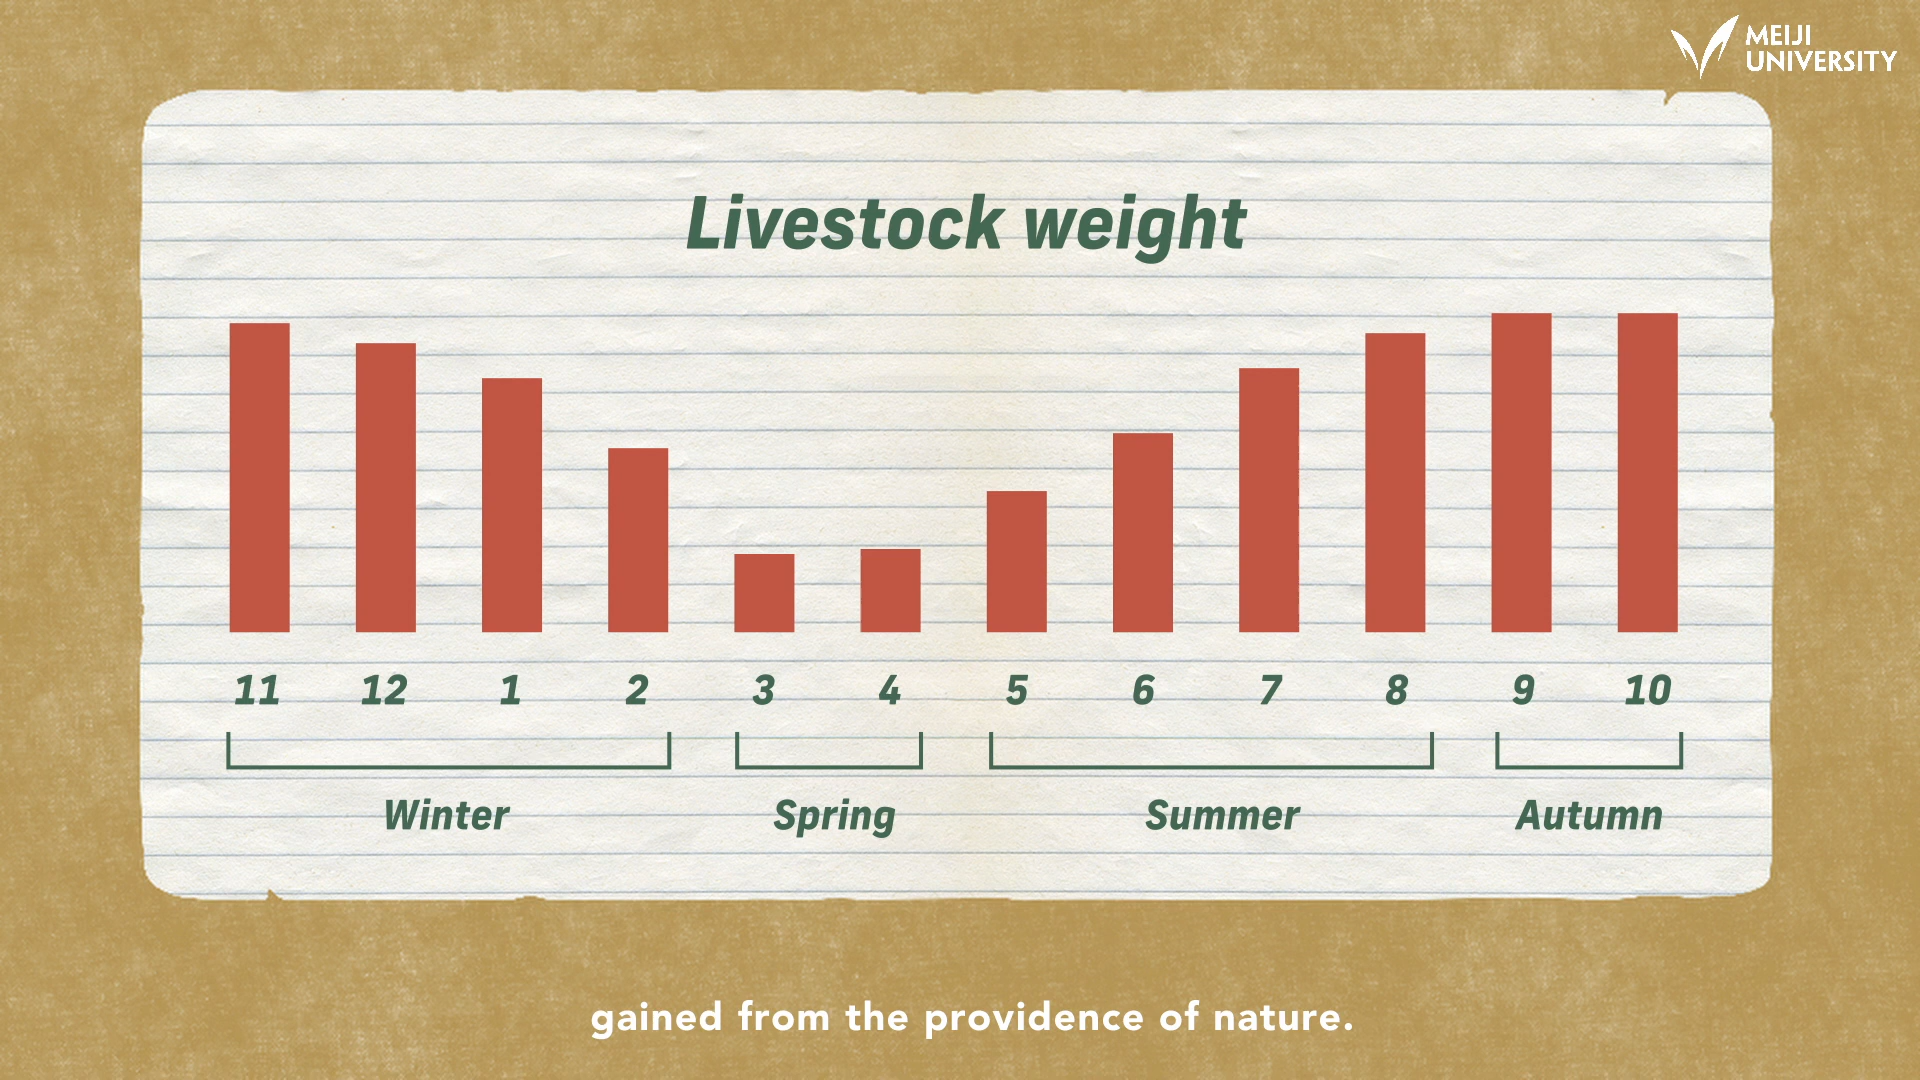 MEIJI
UNIVERSITY
Livestock weight
11 12 1 2 3 4 5 6 7 8 9 10
Winter Spring Summer Autumn
gained from the providence of nature.